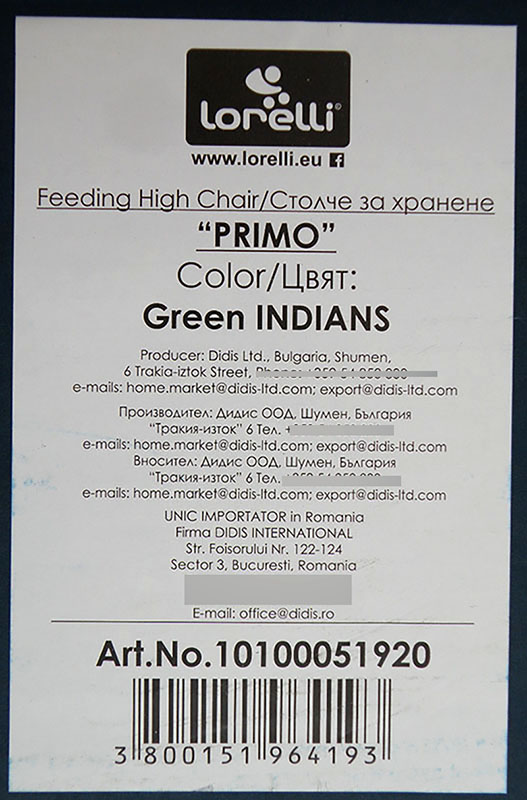 lorelli®
www.lorelli.eu f
Feeding High Chair/Столче за хранене
“PRIMO”
Color/Цвят:
Green INDIANS
Producer: Didis Ltd., Bulgaria, Shumen,
6 Trakia-iztok Street,
e-mails: home.market@didis-ltd.com; export@didis-ltd.com
Производител: Дидис ООД, Шумен, България
“Тракия-изток” 6 Тел.
e-mails: home.market@didis-ltd.com; export@didis-ltd.com
Вносител: Дидис ООД, Шумен, България
“Тракия-изток” 6 Тел.
e-mails: home.market@didis-ltd.com; export@didis-ltd.com
UNIC IMPORTATOR in Romania
Firma DIDIS INTERNATIONAL
Str. Foisorului Nr. 122-124
Sector 3, Bucuresti, Romania
E-mail: office@didis.ro
Art.No.10100051920
3 800151 964193